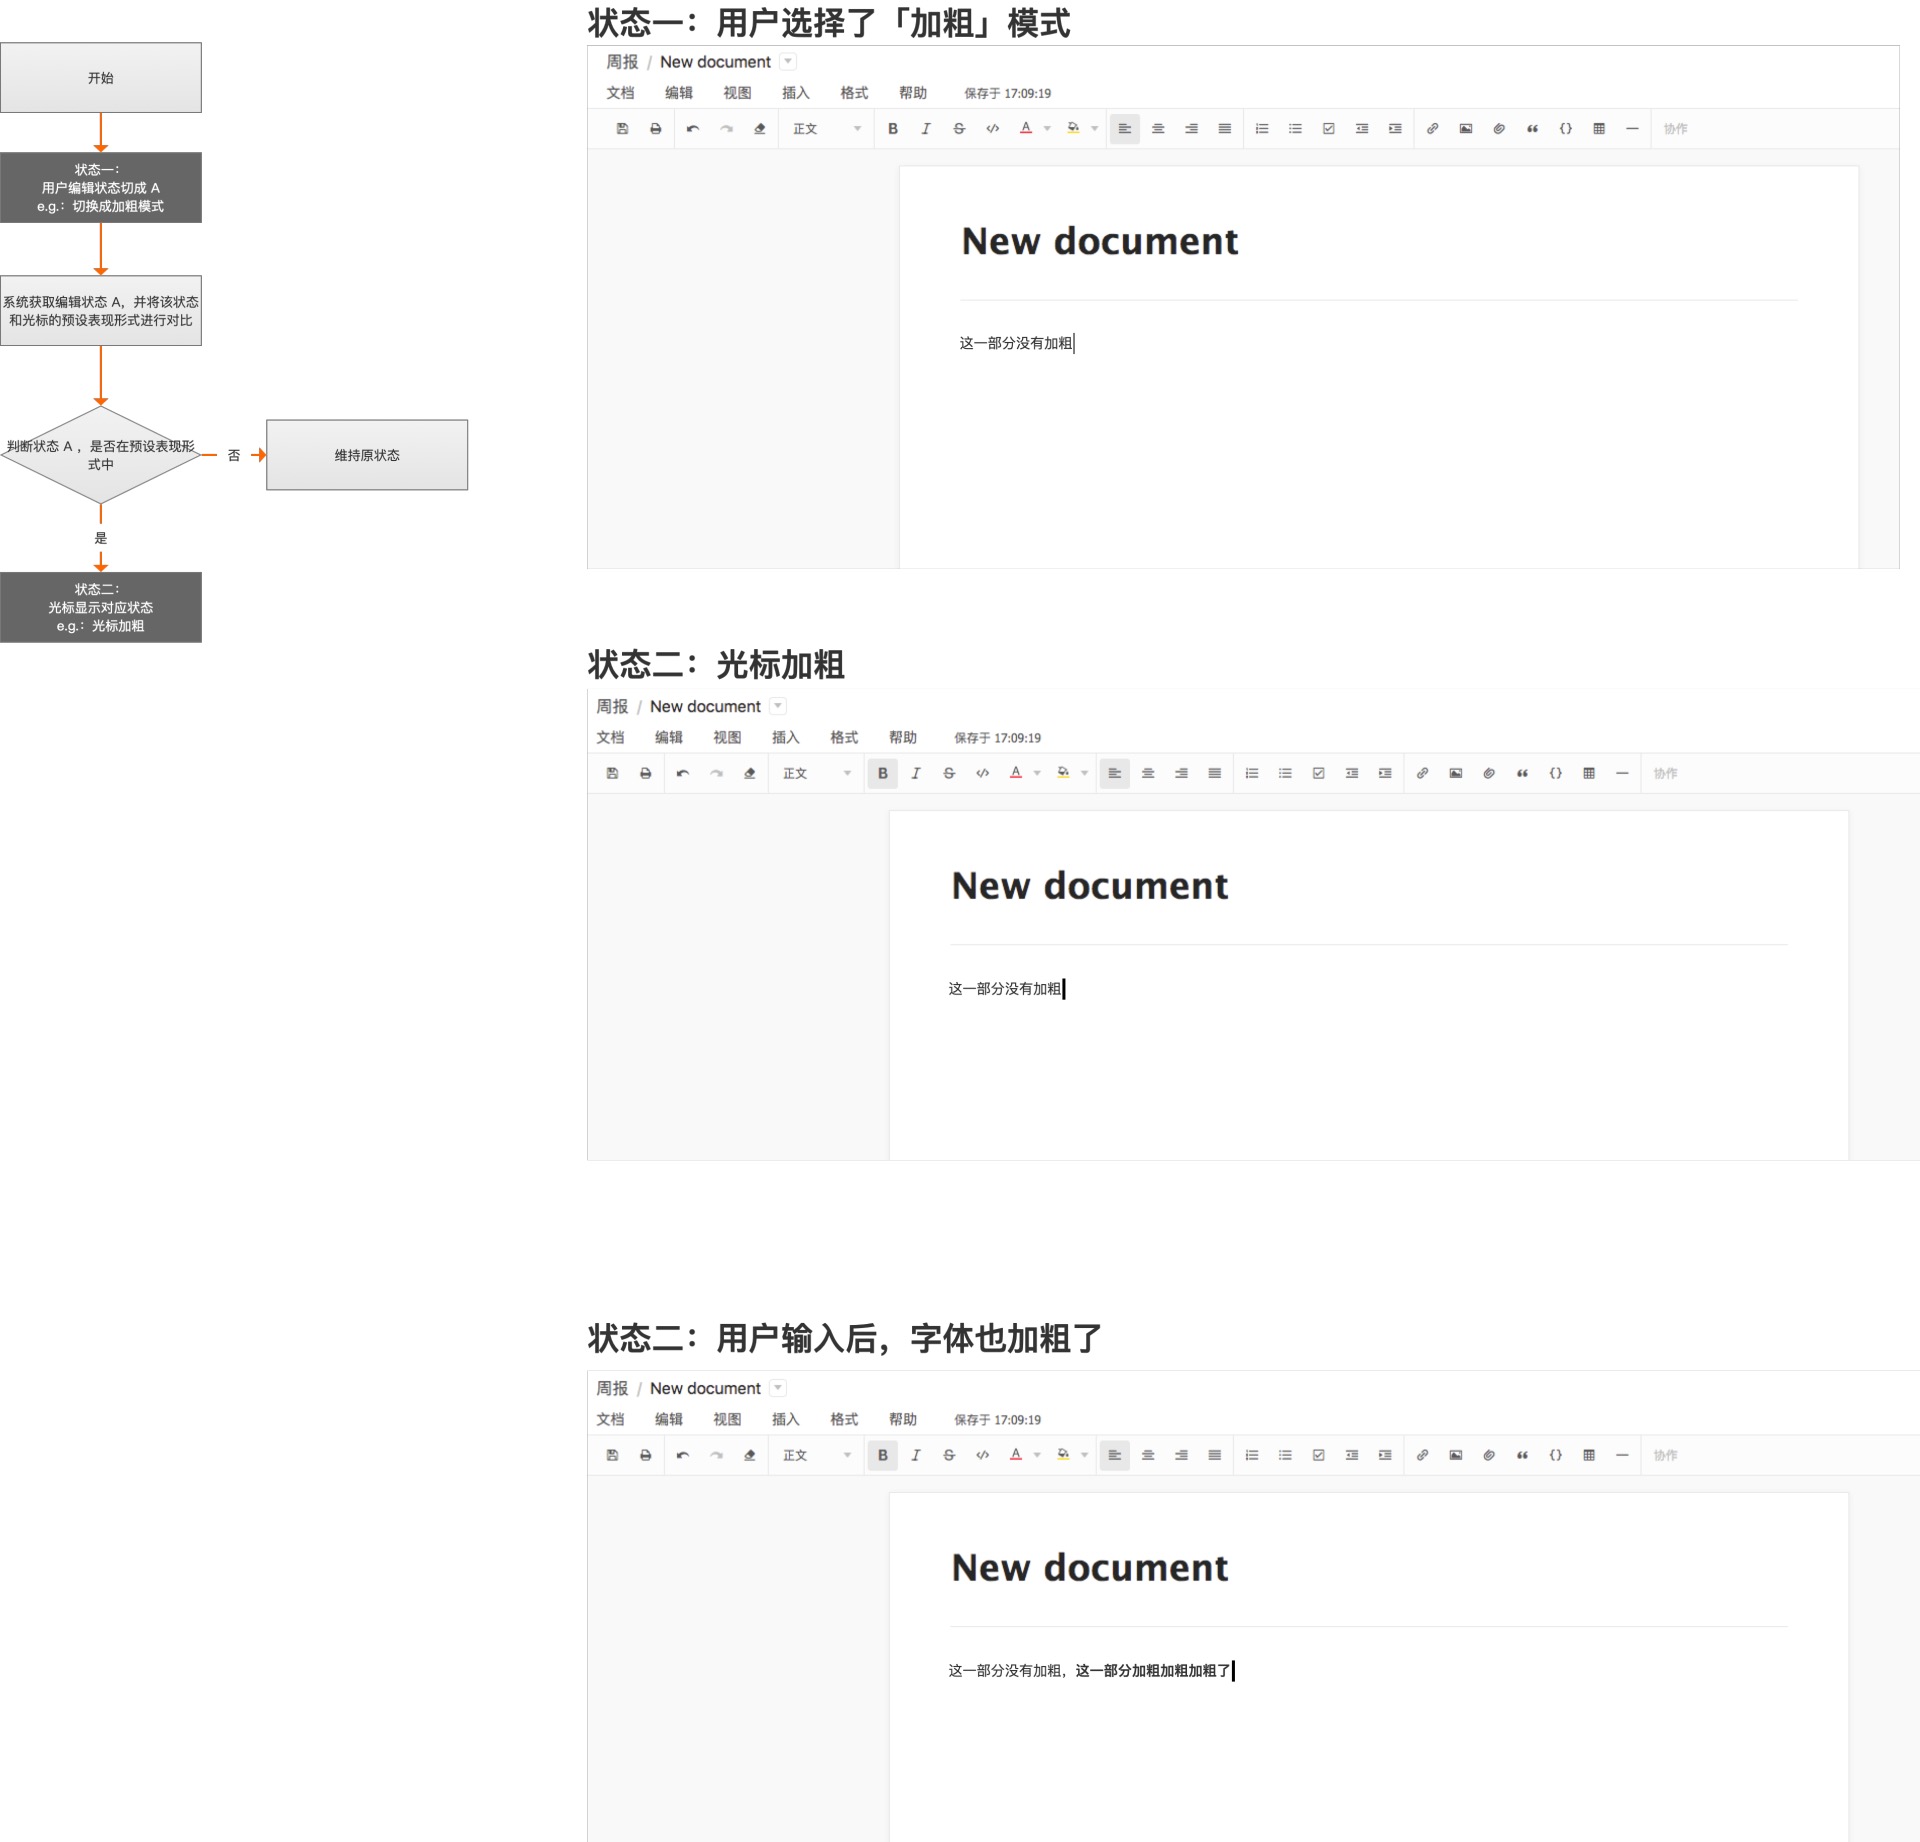 开始
状态一：
用户编辑状态切成 A
e.g.：切换成加粗模式
系统获取编辑状态 A，并将该状态
和光标的预设表现形式进行对比
判断状态 A ，是否在预设表现形
式中
否
维持原状态
是
状态二：
光标显示对应状态
e.g.：光标加粗
状态一：用户选择了「加粗」模式
周报 / New document
文档 编辑 视图 插入 格式 帮助 保存于 17:09:19
正文 B I S </> A “ {} 协作
New document
这一部分没有加粗
状态二：光标加粗
周报 / New document
文档 编辑 视图 插入 格式 帮助 保存于 17:09:19
正文 B I S </> A “ {} 协作
New document
这一部分没有加粗
状态二：用户输入后，字体也加粗了
周报 / New document
文档 编辑 视图 插入 格式 帮助 保存于 17:09:19
正文 B I S </> A “ {} 协作
New document
这一部分没有加粗，这一部分加粗加粗加粗了